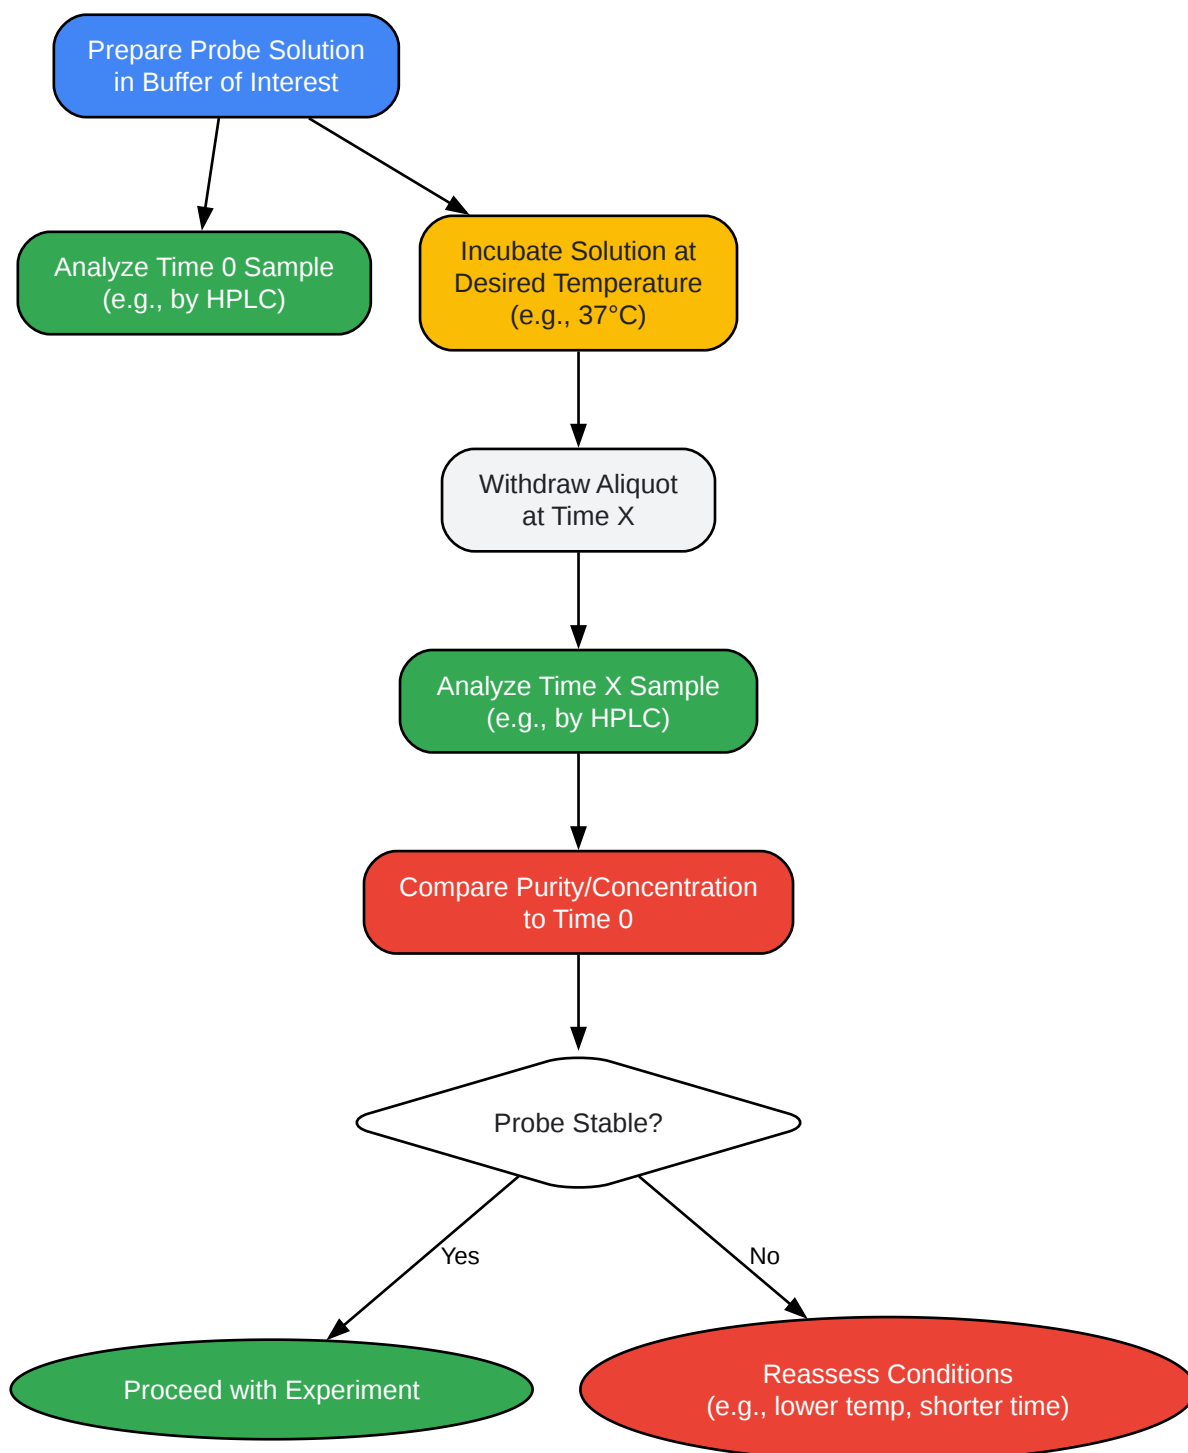 Prepare Probe Solution
in Buffer of Interest
Analyze Time 0 Sample
(e.g., by HPLC)
Incubate Solution at
Desired Temperature
(e.g., 37°C)
Withdraw Aliquot
at Time X
Analyze Time X Sample
(e.g., by HPLC)
Compare Purity/Concentration
to Time 0
Probe Stable?
Yes
No
Proceed with Experiment
Reassess Conditions
(e.g., lower temp, shorter time)